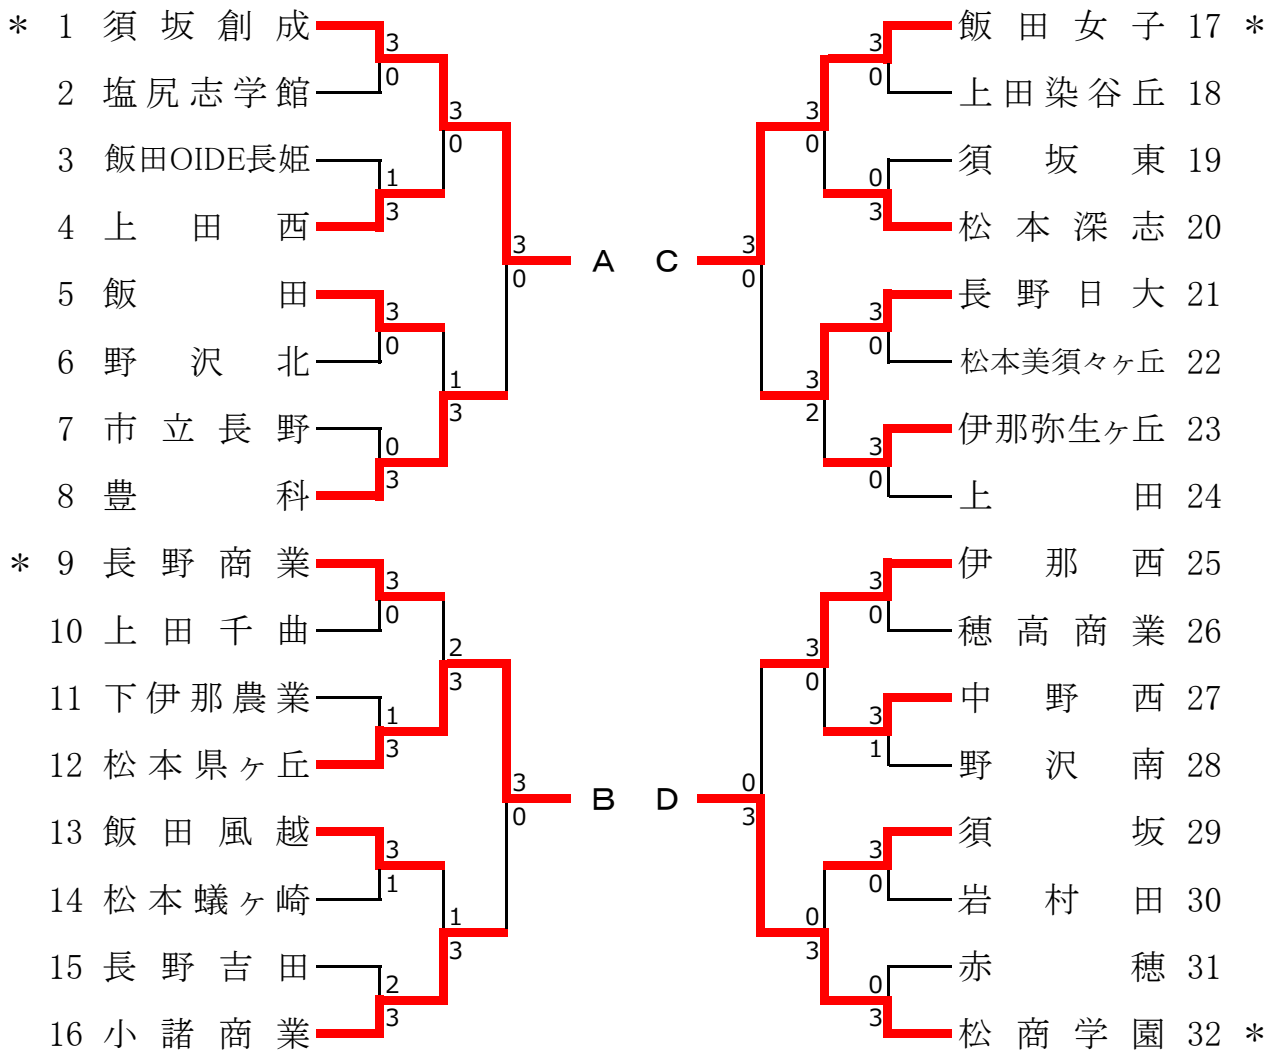 * 1 須坂創成
3
0
2 塩尻志学館
3
0
3 飯田OIDE長姫
1
3
4 上田西
3
0
A
5 飯田
3
0
6 野沢北
1
3
7 市立長野
0
3
8 豊科
* 9 長野商業
3
0
10 上田千曲
2
3
11 下伊那農業
1
3
12 松本県ヶ丘
3
0
B
13 飯田風越
3
1
14 松本蟻ヶ崎
1
3
15 長野吉田
2
3
16 小諸商業
飯田女子 17 *
3
0
上田染谷丘 18
3
0
須坂東 19
0
3
松本深志 20
C
3
0
長野日大 21
3
0
松本美須々ヶ丘 22
3
2
伊那弥生ヶ丘 23
3
0
上田 24
伊那西 25
3
0
穂高商業 26
3
0
中野西 27
3
1
野沢南 28
D
0
3
須坂 29
3
0
岩村田 30
0
3
赤穂 31
0
3
松商学園 32 *